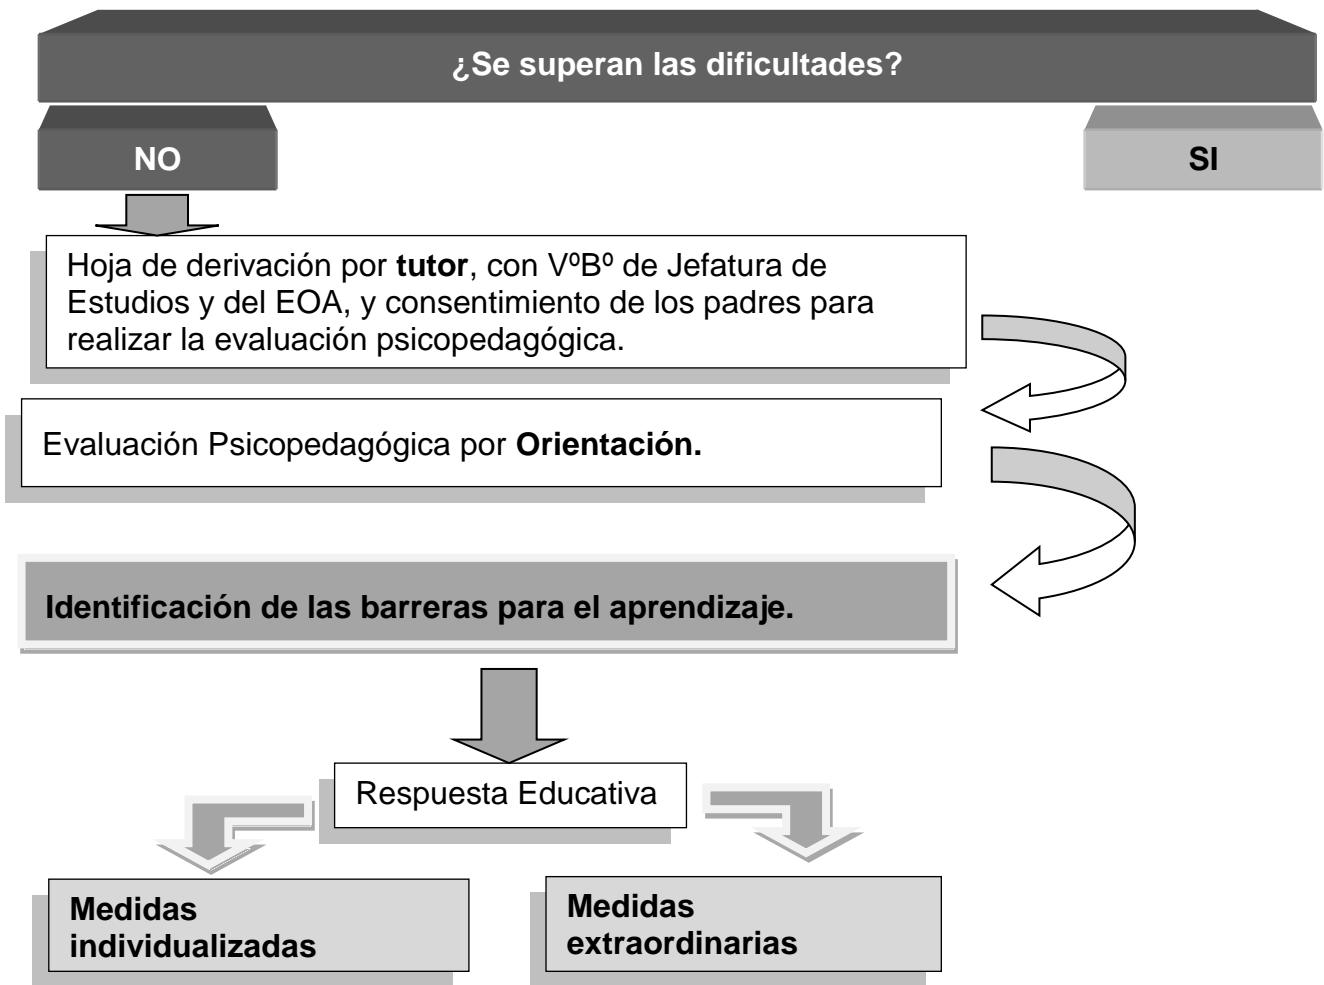 ¿Se superan las dificultades?
NO
SI
Hoja de derivación por tutor, con VºBº de Jefatura de
Estudios y del EOA, y consentimiento de los padres para
realizar la evaluación psicopedagógica.
Evaluación Psicopedagógica por Orientación.
Identificación de las barreras para el aprendizaje.
Respuesta Educativa
Medidas
individualizadas
Medidas
extraordinarias